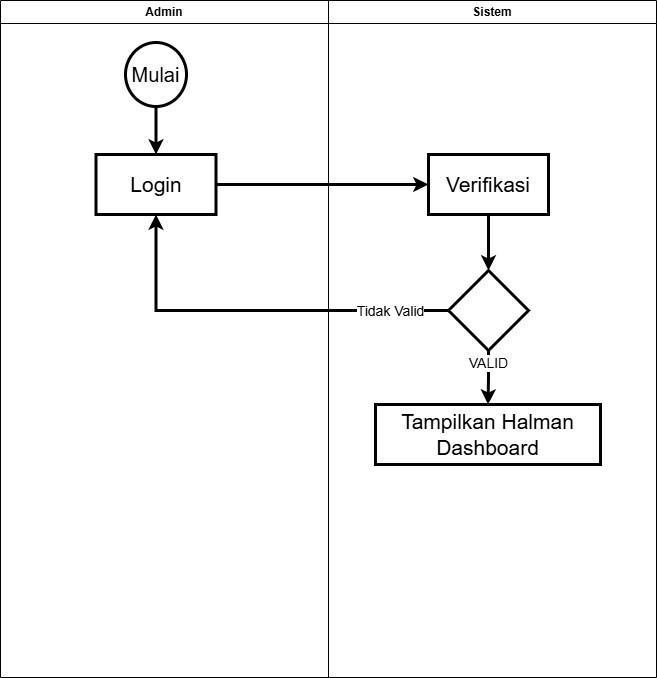 Admin
Sistem
Mulai
Login
Verifikasi
Tidak Valid
VALID
Tampilkan Halman
Dashboard